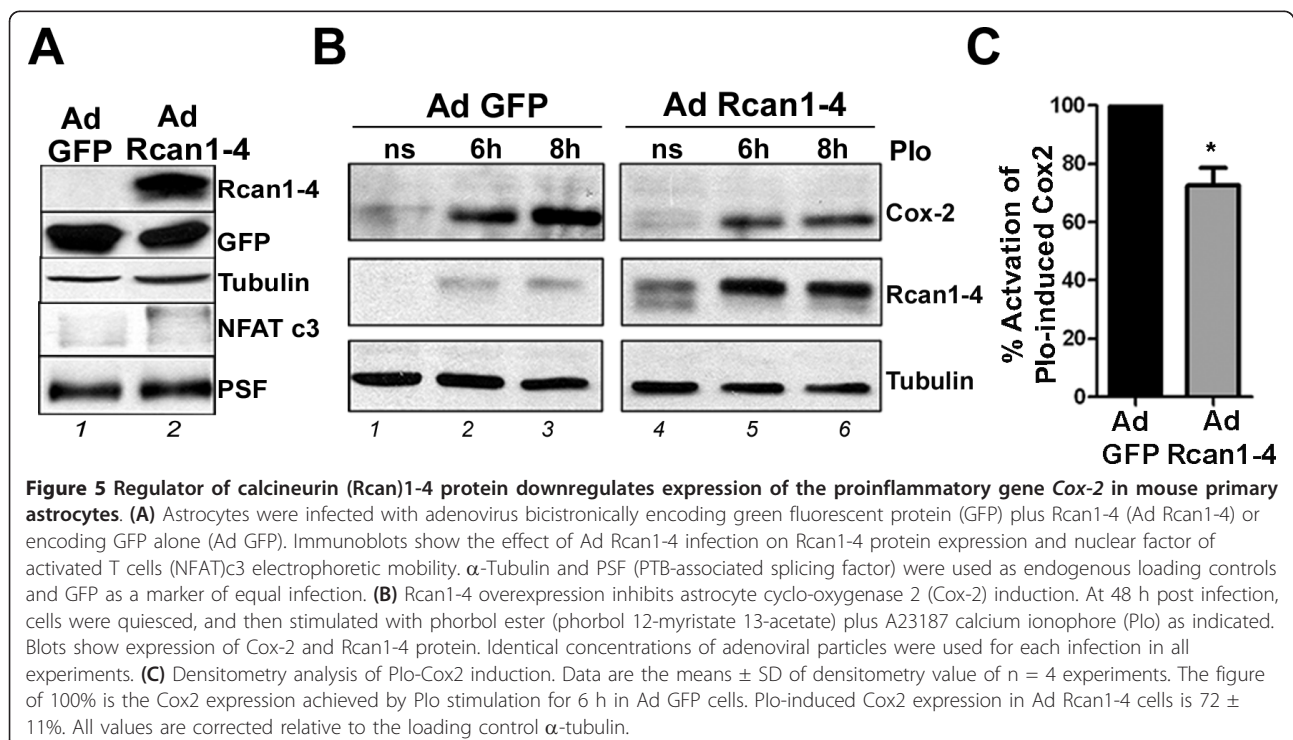 A
Ad
GFP
Ad
Rcan1-4
Rcan1-4
GFP
Tubulin
NFAT c3
PSF
1 2
B
Ad GFP Ad Rcan1-4
ns 6h 8h ns 6h 8h PIo
Cox-2
Rcan1-4
Tubulin
1 2 3 4 5 6
C
% Actvation of
PIo-induced Cox2
100
80
60
40
20
0
*
Ad Ad
GFP Rcan1-4
Figure 5 Regulator of calcineurin (Rcan)1-4 protein downregulates expression of the proinflammatory gene Cox-2 in mouse primary
astrocytes. (A) Astrocytes were infected with adenovirus bicistronically encoding green fluorescent protein (GFP) plus Rcan1-4 (Ad Rcan1-4) or
encoding GFP alone (Ad GFP). Immunoblots show the effect of Ad Rcan1-4 infection on Rcan1-4 protein expression and nuclear factor of
activated T cells (NFAT)c3 electrophoretic mobility. α-Tubulin and PSF (PTB-associated splicing factor) were used as endogenous loading controls
and GFP as a marker of equal infection. (B) Rcan1-4 overexpression inhibits astrocyte cyclo-oxygenase 2 (Cox-2) induction. At 48 h post infection,
cells were quiesced, and then stimulated with phorbol ester (phorbol 12-myristate 13-acetate) plus A23187 calcium ionophore (PIo) as indicated.
Blots show expression of Cox-2 and Rcan1-4 protein. Identical concentrations of adenoviral particles were used for each infection in all
experiments. (C) Densitometry analysis of PIo-Cox2 induction. Data are the means ± SD of densitometry value of n = 4 experiments. The figure
of 100% is the Cox2 expression achieved by PIo stimulation for 6 h in Ad GFP cells. PIo-induced Cox2 expression in Ad Rcan1-4 cells is 72 ±
11%. All values are corrected relative to the loading control α-tubulin.